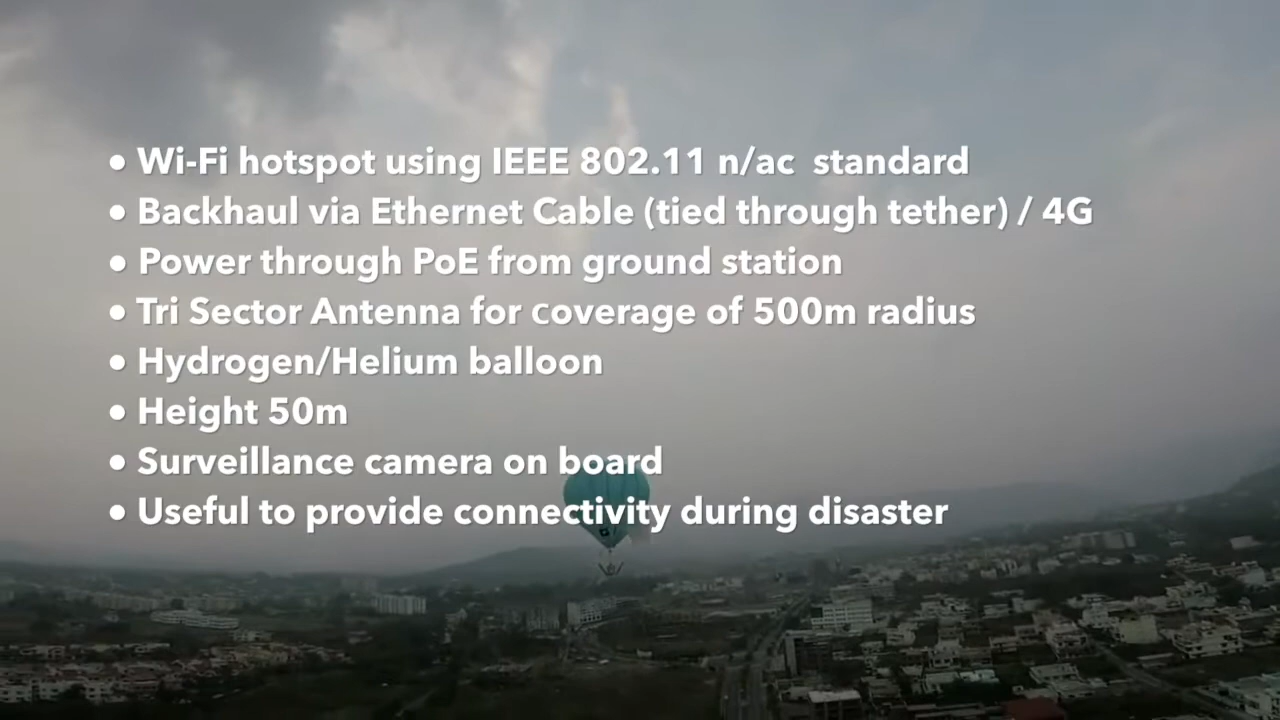 • Wi-Fi hotspot using IEEE 802.11 n/ac  standard
• Backhaul via Ethernet Cable (tied through tether) / 4G
• Power through PoE from ground station
• Tri Sector Antenna for coverage of 500m radius
• Hydrogen/Helium balloon
• Height 50m
• Surveillance camera on board
• Useful to provide connectivity during disaster